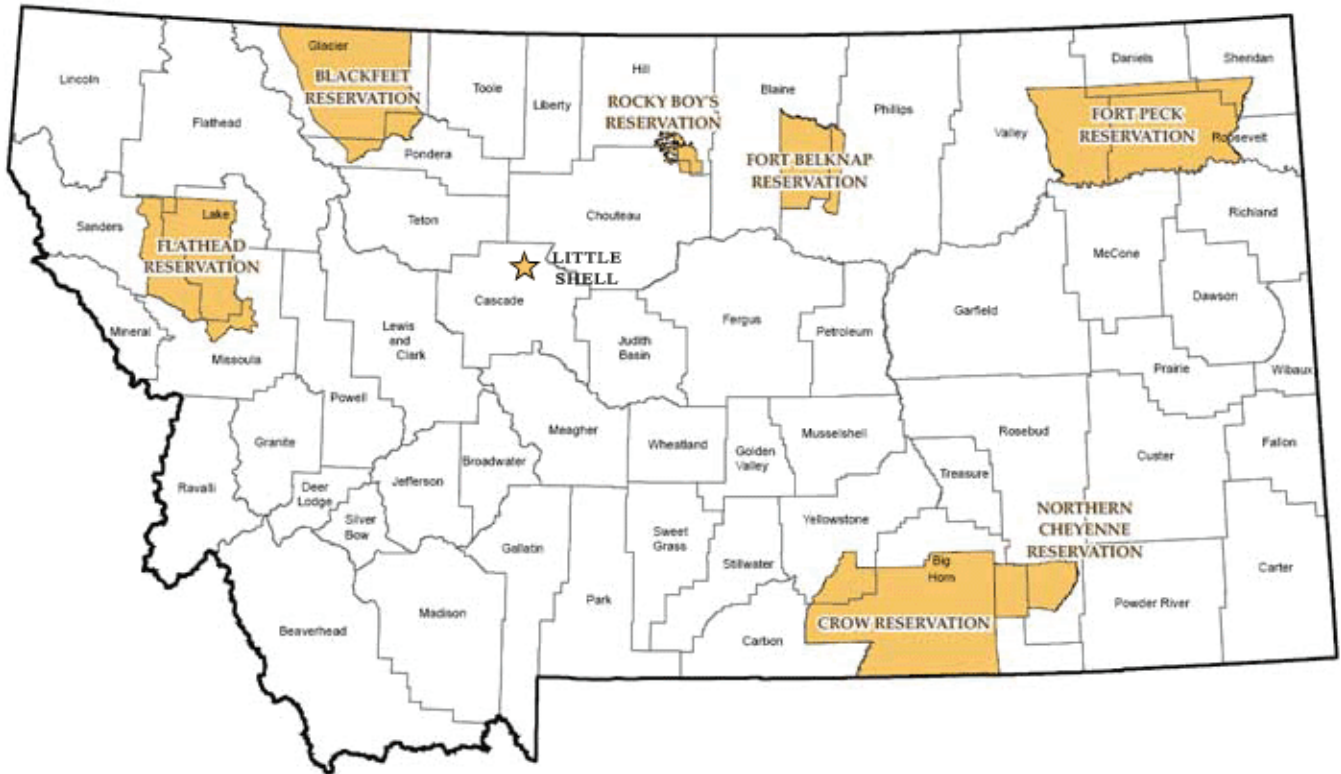 Lincoln
Flathead
Glacier
BLACKFEET
RESERVATION
Toole
Liberty
Hill
ROCKY BOY'S
RESERVATION
Blaine
FORT BELKNAP
RESERVATION
Phillips
Valley
Daniels
Sheridan
FORT PECK
RESERVATION
Roosevelt
Pondera
Teton
Chouteau
Sanders
Lake
FLATHEAD
RESERVATION
LITTLE
SHELL
Cascade
Mineral
Missoula
Lewis
and
Clark
Judith
Basin
Fergus
Petroleum
Garfield
McCone
Richland
Dawson
Prairie
Wibaux
Powell
Granite
Ravalli
Deer
Lodge
Silver
Bow
Jefferson
Broadwater
Meagher
Wheatland
Golden
Valley
Musselshell
Treasure
Rosebud
Custer
Fallon
NORTHERN
CHEYENNE
RESERVATION
Yellowstone
Gallatin
Park
Sweet
Grass
Stillwater
Big
Horn
CROW RESERVATION
Carbon
Powder River
Carter
Madison
Beaverhead